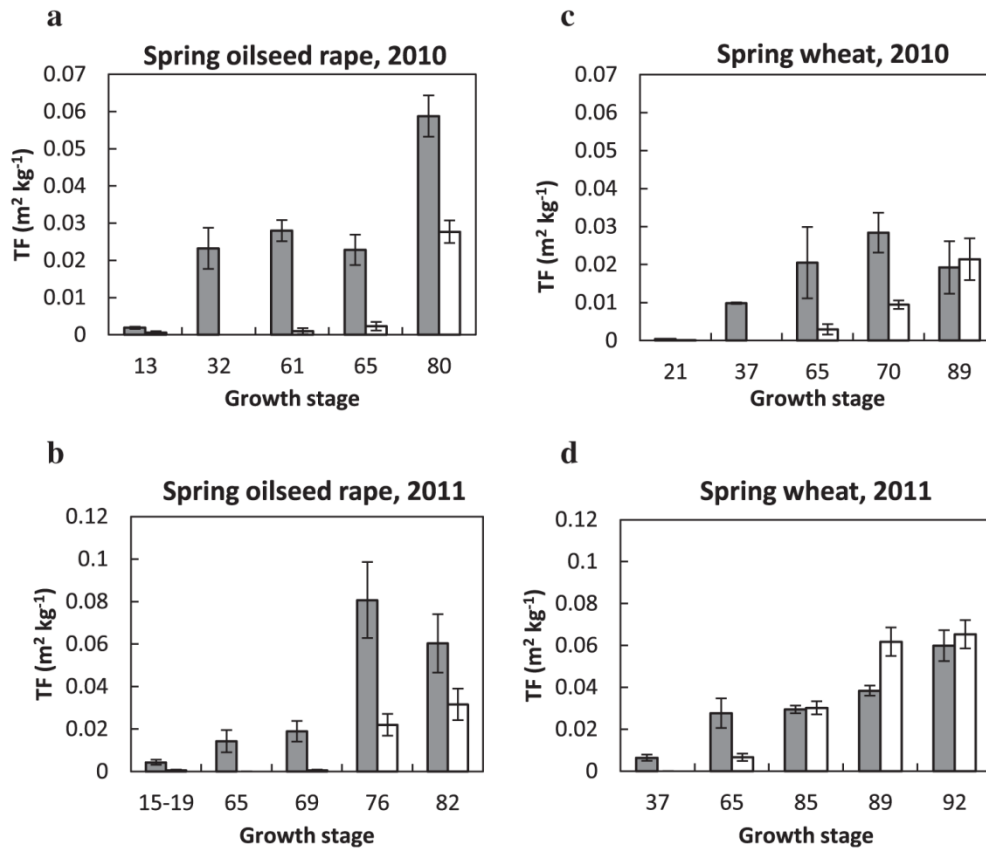 a
Spring oilseed rape, 2010
0.07
0.06
0.05
0.04
0.03
0.02
0.01
0
TF (m² kg⁻¹)
13 32 61 65 80
Growth stage
c
Spring wheat, 2010
0.07
0.06
0.05
0.04
0.03
0.02
0.01
0
TF (m² kg⁻¹)
21 37 65 70 89
Growth stage
b
Spring oilseed rape, 2011
0.12
0.1
0.08
0.06
0.04
0.02
0
TF (m² kg⁻¹)
15-19 65 69 76 82
Growth stage
d
Spring wheat, 2011
0.12
0.1
0.08
0.06
0.04
0.02
0
TF (m² kg⁻¹)
37 65 85 89 92
Growth stage